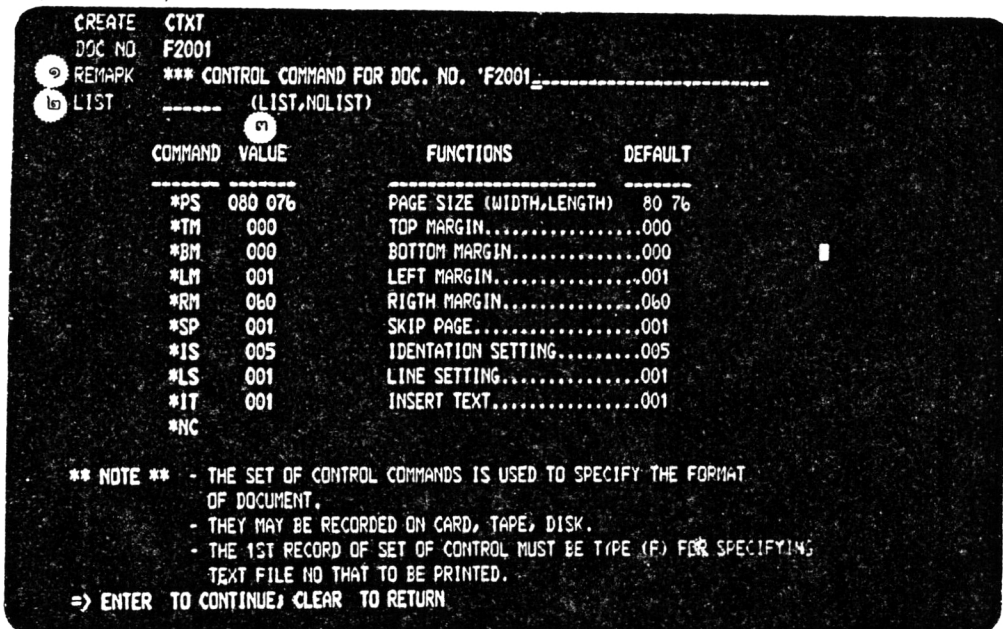 CREATE CTXT
DOC NO F2001
๑ REMARK *** CONTROL COMMAND FOR DOC. NO. 'F2001_
๒ LIST ______ (LIST,NOLIST)
๓
COMMAND VALUE FUNCTIONS DEFAULT
*PS 080 076 PAGE SIZE (WIDTH,LENGTH) 80 76
*TM 000 TOP MARGIN.................000
*BM 000 BOTTOM MARGIN..............000
*LM 001 LEFT MARGIN................001
*RM 060 RIGTH MARGIN...............060
*SP 001 SKIP PAGE..................001
*IS 005 IDENTATION SETTING.........005
*LS 001 LINE SETTING...............001
*IT 001 INSERT TEXT................001
*NC
** NOTE ** - THE SET OF CONTROL COMMANDS IS USED TO SPECIFY THE FORMAT
OF DOCUMENT.
- THEY MAY BE RECORDED ON CARD, TAPE, DISK.
- THE 1ST RECORD OF SET OF CONTROL MUST BE TYPE (F) FOR SPECIFYING
TEXT FILE NO THAT TO BE PRINTED.
=> ENTER TO CONTINUE; CLEAR TO RETURN